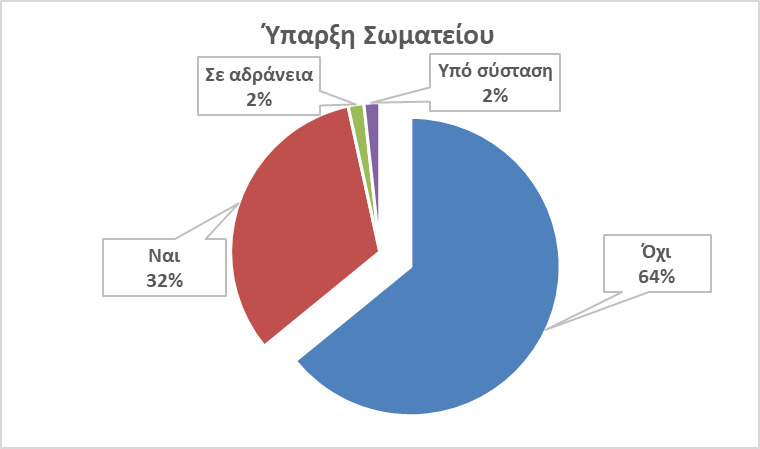 Ύπαρξη Σωματείου
Σε αδράνεια
2%
Υπό σύσταση
2%
Ναι
32%
Όχι
64%